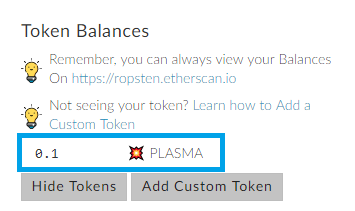 Token Balances
Remember, you can always view your Balances
On https://ropsten.etherscan.io
Not seeing your token? Learn how to Add a
Custom Token
0.1 PLASMA
Hide Tokens Add Custom Token